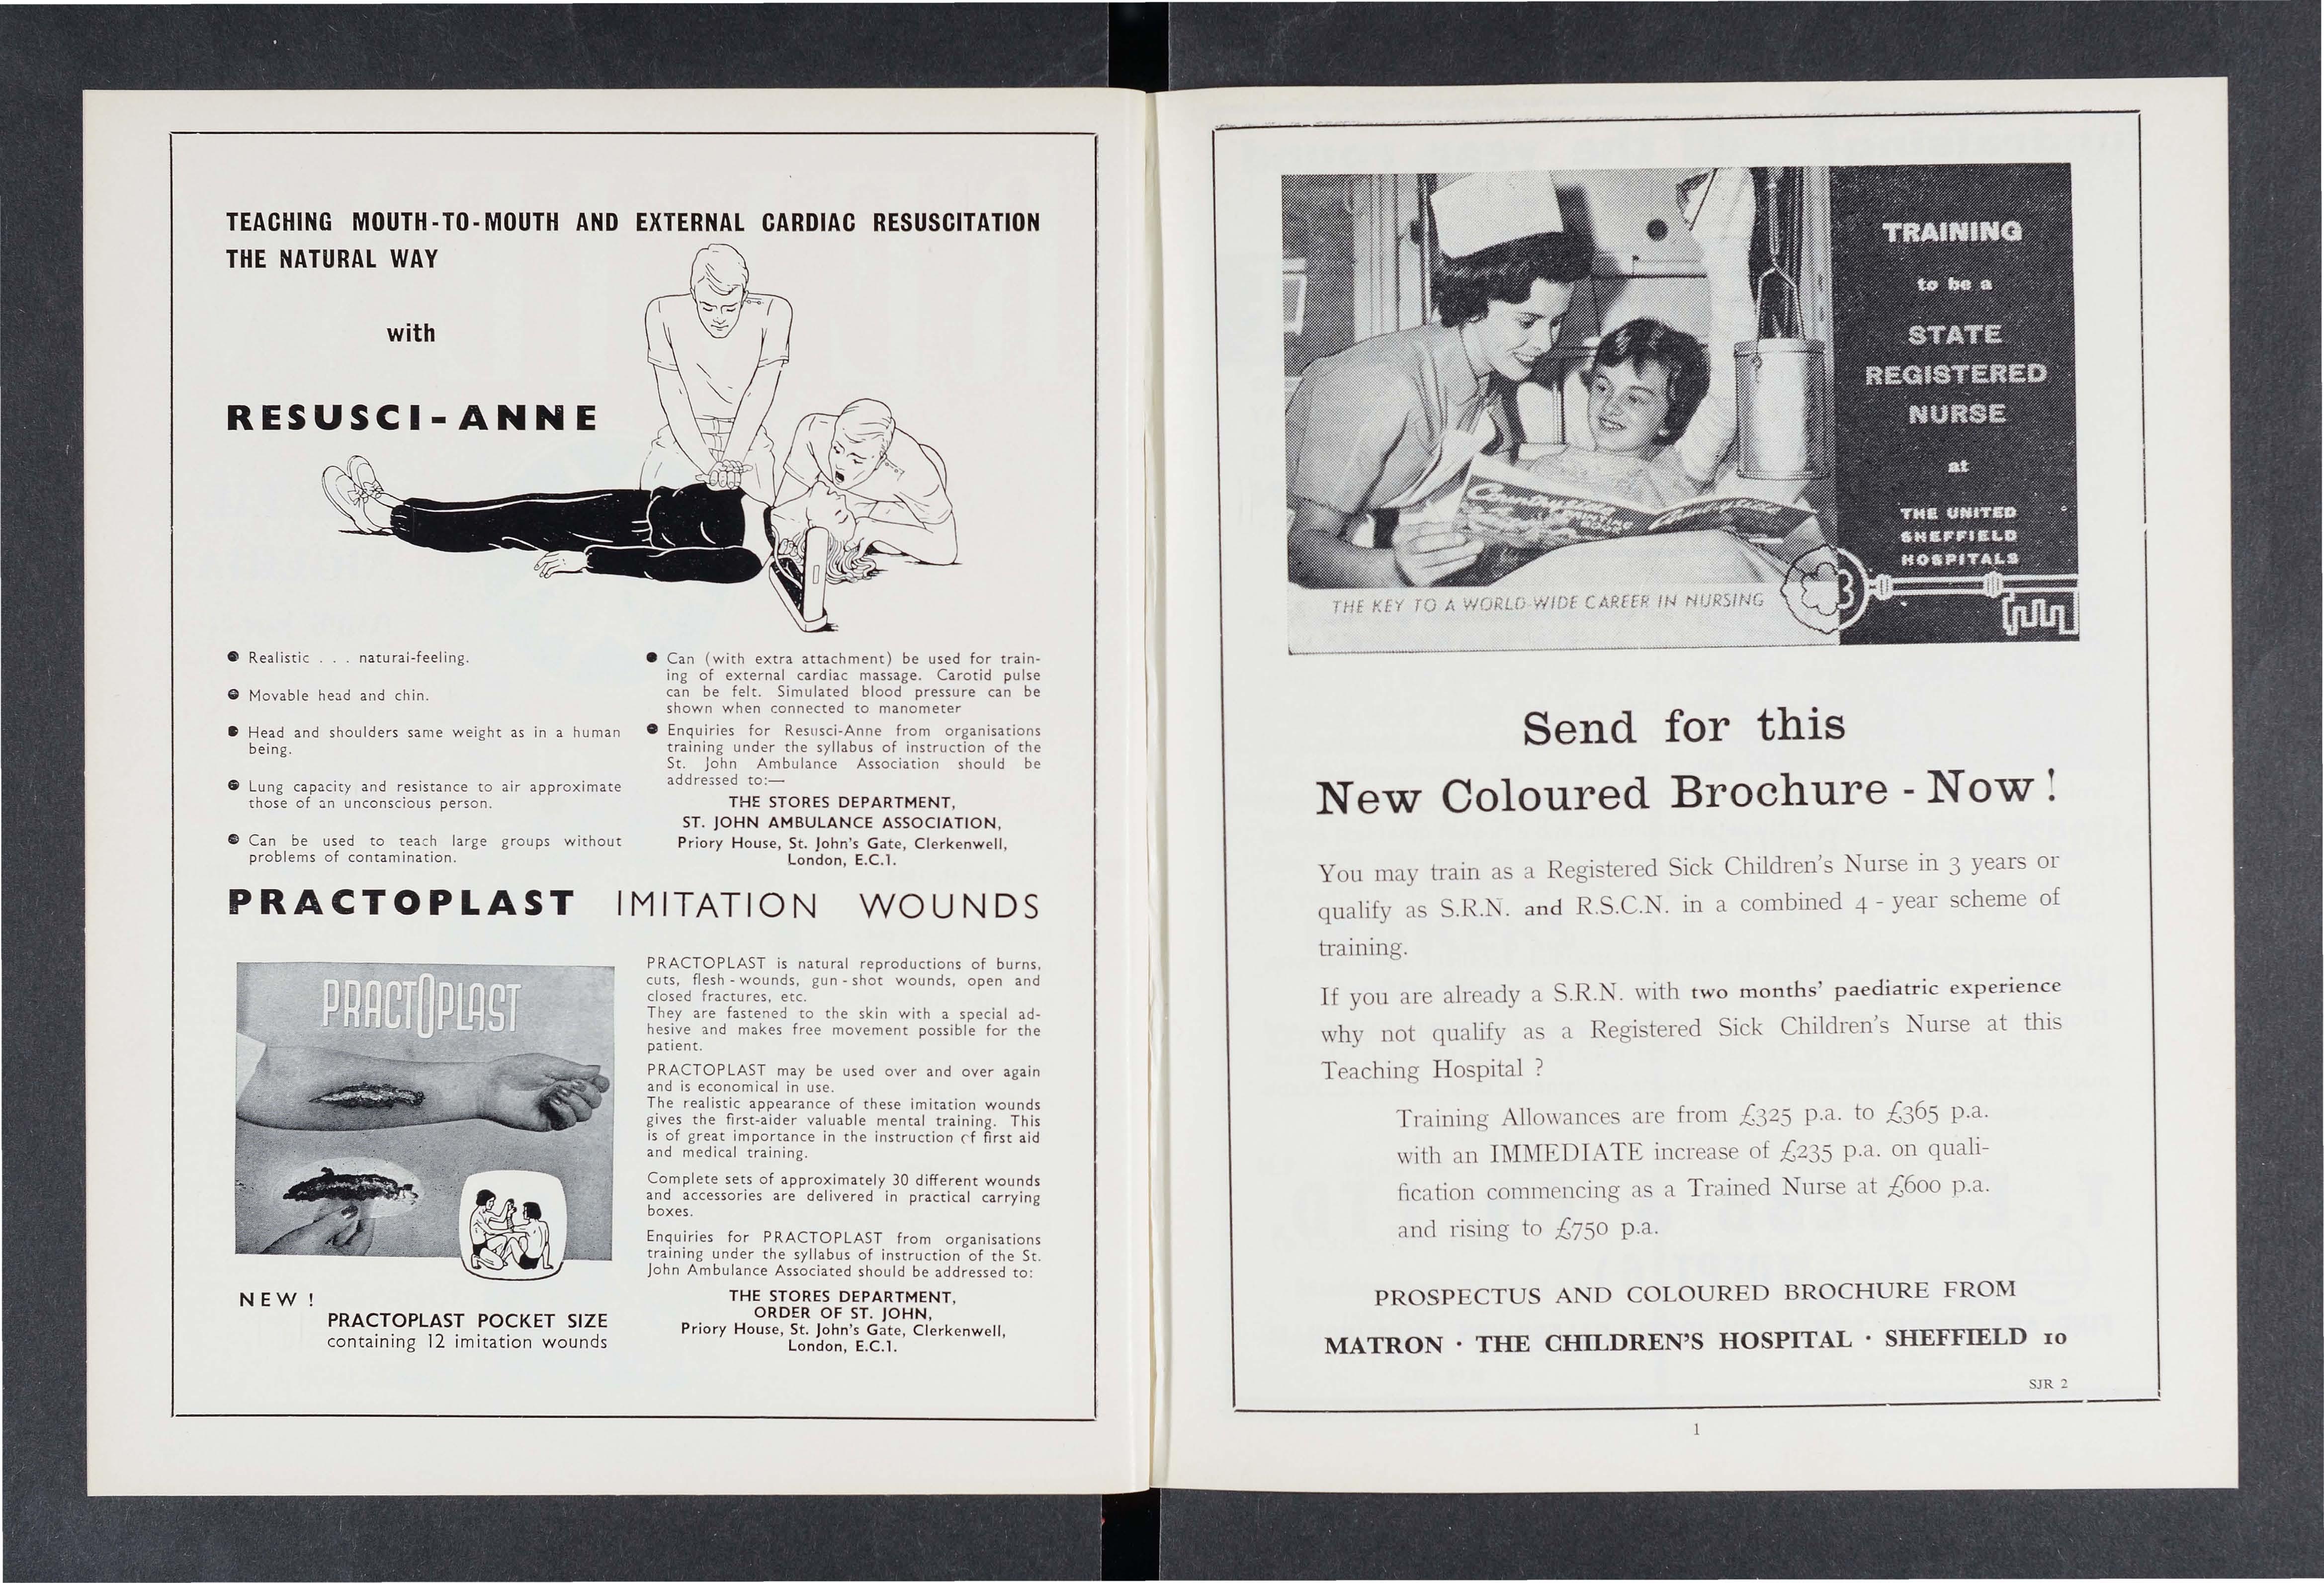 TEACHING MOUTH-TO-MOUTH AND EXTERNAL CARDIAC RESUSCITATION
THE NATURAL WAY
with
RESUSCI-ANNE
Realistic . . . natural-feeling.
Movable head and chin.
Head and shoulders same weight as in a human
being.
Lung capacity and resistance to air approximate
those of an unconscious person.
Can be used to teach large groups without
problems of contamination.
Can (with extra attachment) be used for train-
ing of external cardiac massage. Carotid pulse
can be felt. Simulated blood pressure can be
shown when connected to manometer
Enquiries for Resusci-Anne from organisations
training under the syllabus of instruction of the
St. John Ambulance Association should be
addressed to:—
THE STORES DEPARTMENT,
ST. JOHN AMBULANCE ASSOCIATION,
Priory House, St. John's Gate, Clerkenwell,
London, E.C.1.
PRACTOPLAST IMITATION WOUNDS
PRACTOPLAST
NEW !
PRACTOPLAST POCKET SIZE
containing 12 imitation wounds
PRACTOPLAST is natural reproductions of burns,
cuts, flesh - wounds, gun - shot wounds, open and
closed fractures, etc.
They are fastened to the skin with a special ad-
hesive and makes free movement possible for the
patient.
PRACTOPLAST may be used over and over again
and is economical in use.
The realistic appearance of these imitation wounds
gives the first-aider valuable mental training. This
is of great importance in the instruction of first aid
and medical training.
Complete sets of approximately 30 different wounds
and accessories are delivered in practical carrying
boxes.
Enquiries for PRACTOPLAST from organisations
training under the syllabus of instruction of the St.
John Ambulance Associated should be addressed to:
THE STORES DEPARTMENT,
ORDER OF ST. JOHN,
Priory House, St. John's Gate, Clerkenwell,
London, E.C.1.
TRAINING
to be a
STATE
REGISTERED
NURSE
at
THE UNITED
SHEFFIELD
HOSPITALS
Countryside
Countryside
THE KEY TO A WORLD-WIDE CAREER IN NURSING
Send for this
New Coloured Brochure - Now !
You may train as a Registered Sick Children's Nurse in 3 years or
qualify as S.R.N. and R.S.C.N. in a combined 4 - year scheme of
training.
If you are already a S.R.N. with two months' paediatric experience
why not qualify as a Registered Sick Children's Nurse at this
Teaching Hospital ?
Training Allowances are from £325 p.a. to £365 p.a.
with an IMMEDIATE increase of £235 p.a. on quali-
fication commencing as a Trained Nurse at £600 p.a.
and rising to £750 p.a.
PROSPECTUS AND COLOURED BROCHURE FROM
MATRON · THE CHILDREN'S HOSPITAL · SHEFFIELD 10
SJR 2
1